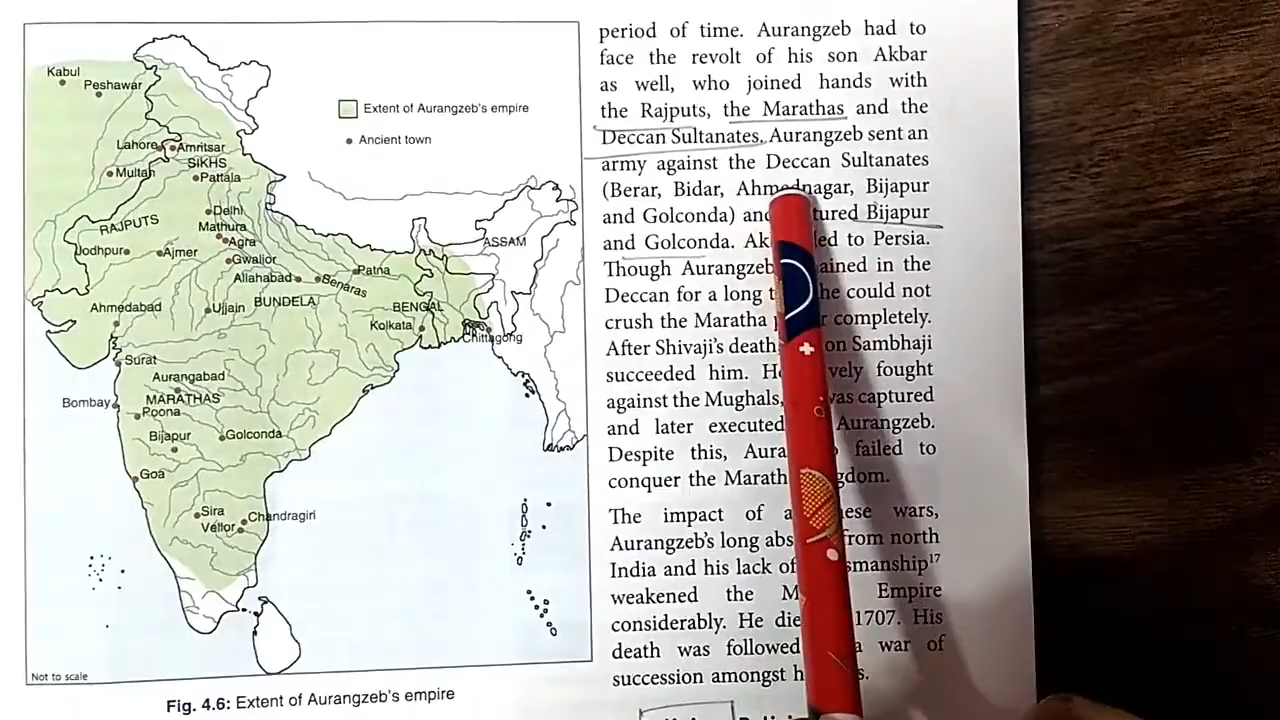 Kabul
Peshawar
Extent of Aurangzeb's empire
Ancient town
Lahore
Amritsar
SIKHS
Multan
Pattala
RAJPUTS
Delhi
Mathura
Agra
Jodhpur
Ajmer
Gwalior
ASSAM
Allahabad
Benaras
Patna
Ahmedabad
Ujjain
BUNDELA
BENGAL
Kolkata
Chittagong
Surat
Aurangabad
MARATHAS
Bombay
Poona
Bijapur
Golconda
Goa
Sira
Chandragiri
Vellor
Not to scale
Fig. 4.6: Extent of Aurangzeb's empire
period of time. Aurangzeb had to
face the revolt of his son Akbar
as well, who joined hands with
the Rajputs, the Marathas and the
Deccan Sultanates. Aurangzeb sent an
army against the Deccan Sultanates
(Berar, Bidar, Ahmednagar, Bijapur
and Golconda) and tured Bijapur
and Golconda. Ak led to Persia.
Though Aurangzeb ained in the
Deccan for a long t he could not
crush the Maratha p r completely.
After Shivaji's death on Sambhaji
succeeded him. H vely fought
against the Mughals, was captured
and later executed Aurangzeb.
Despite this, Aura failed to
conquer the Marath gdom.
The impact of a hese wars,
Aurangzeb's long abs from north
India and his lack of smanship17
weakened the M Empire
considerably. He die 1707. His
death was followed a war of
succession amongst h s.